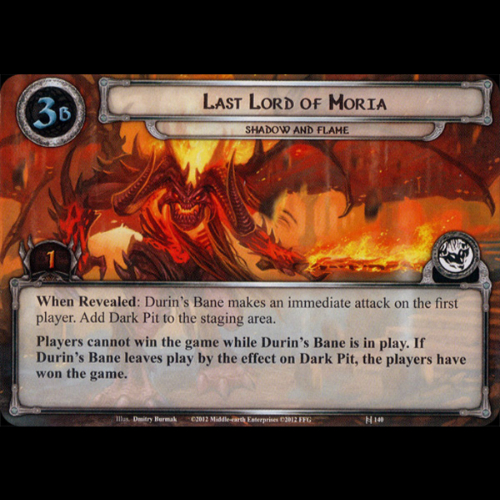 3B
LAST LORD OF MORIA
SHADOW AND FLAME
1
When Revealed: Durin's Bane makes an immediate attack on the first
player. Add Dark Pit to the staging area.
Players cannot win the game while Durin's Bane is in play. If
Durin's Bane leaves play by the effect on Dark Pit, the players have
won the game.
Illus. Dmitry Burmak ©2012 Middle-earth Enterprises ©2012 FFG 140